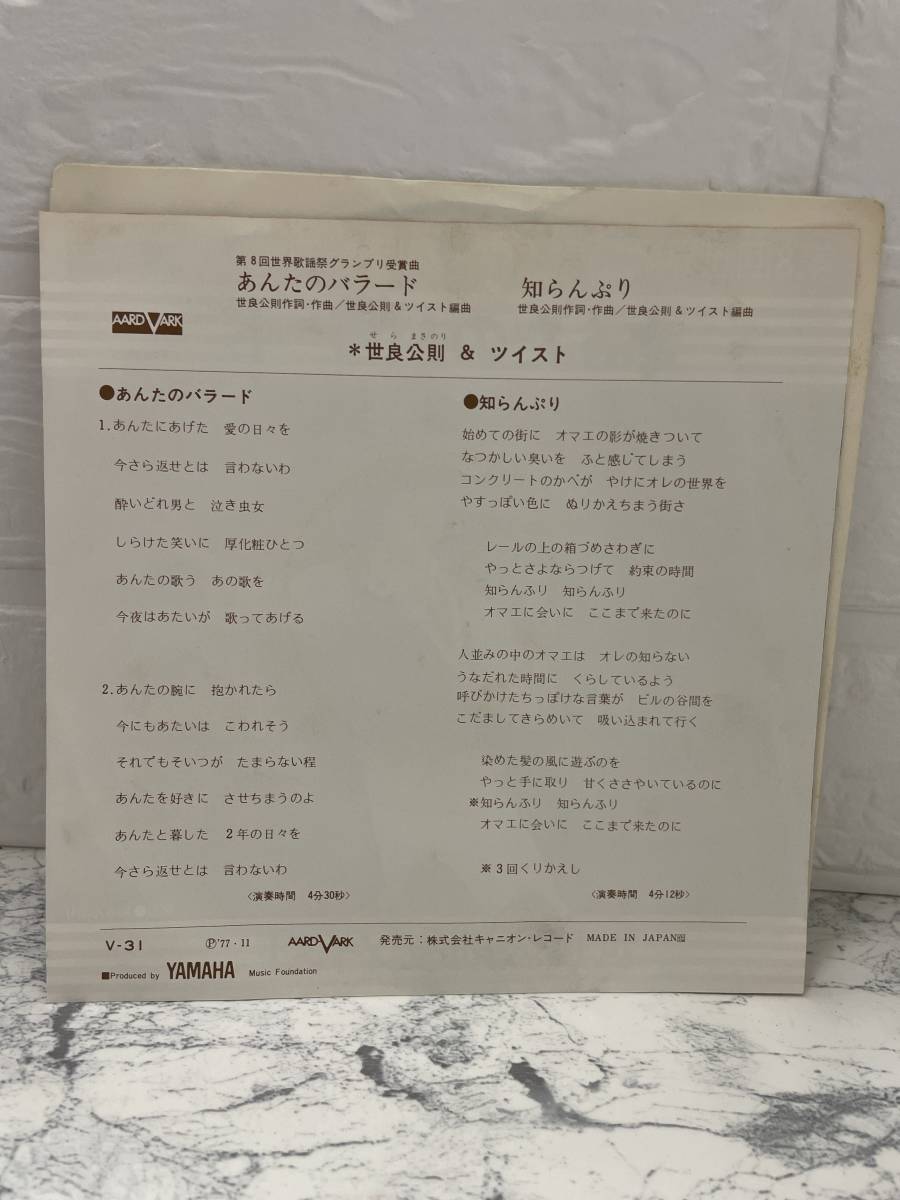 第8回世界歌謡祭グランプリ受賞曲
あんたのバラード
世良公則作詞・作曲／世良公則&ツイスト編曲
知らんぷり
世良公則作詞・作曲／世良公則&ツイスト編曲
AARDVARK
せら まさのり
*世良公則 & ツイスト
●あんたのバラード
1.あんたにあげた 愛の日々を
今さら返せとは 言わないわ
酔いどれ男と 泣き虫女
しらけた笑いに 厚化粧ひとつ
あんたの歌う あの歌を
今夜はあたいが 歌ってあげる
2.あんたの腕に 抱かれたら
今にもあたいは こわれそう
それでもそいつが たまらない程
あんたを好きに させちまうのよ
あんたと暮した 2年の日々を
今さら返せとは 言わないわ
〈演奏時間 4分30秒〉
●知らんぷり
始めての街に オマエの影が焼きついて
なつかしい臭いを ふと感じてしまう
コンクリートのかべが やけにオレの世界を
やすっぽい色に ぬりかえちまう街さ
レールの上の箱づめさわぎに
やっとさよならつげて 約束の時間
知らんふり 知らんふり
オマエに会いに ここまで来たのに
人並みの中のオマエは オレの知らない
うなだれた時間に くらしているよう
呼びかけたちっぽけな言葉が ビルの谷間を
こだましてきらめいて 吸い込まれて行く
染めた髪の風に遊ぶのを
やっと手に取り 甘くささやいているのに
※知らんふり 知らんふり
オマエに会いに ここまで来たのに
※3回くりかえし
〈演奏時間 4分12秒〉
V-31 Ⓟ'77・11 AARDVARK 発売元：株式会社キャニオン・レコード MADE IN JAPAN
■Produced by YAMAHA Music Foundation